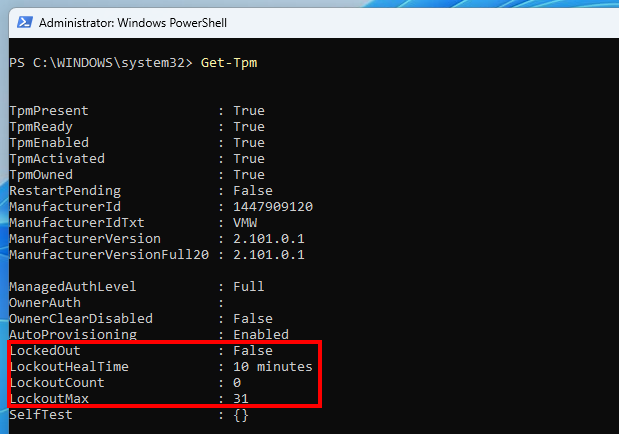 Administrator: Windows PowerShell
PS C:\WINDOWS\system32> Get-Tpm
TpmPresent : True
TpmReady : True
TpmEnabled : True
TpmActivated : True
TpmOwned : True
RestartPending : False
ManufacturerId : 1447909120
ManufacturerIdTxt : VMW
ManufacturerVersion : 2.101.0.1
ManufacturerVersionFull20 : 2.101.0.1
ManagedAuthLevel : Full
OwnerAuth :
OwnerClearDisabled : False
AutoProvisioning : Enabled
LockedOut : False
LockoutHealTime : 10 minutes
LockoutCount : 0
LockoutMax : 31
SelfTest : {}